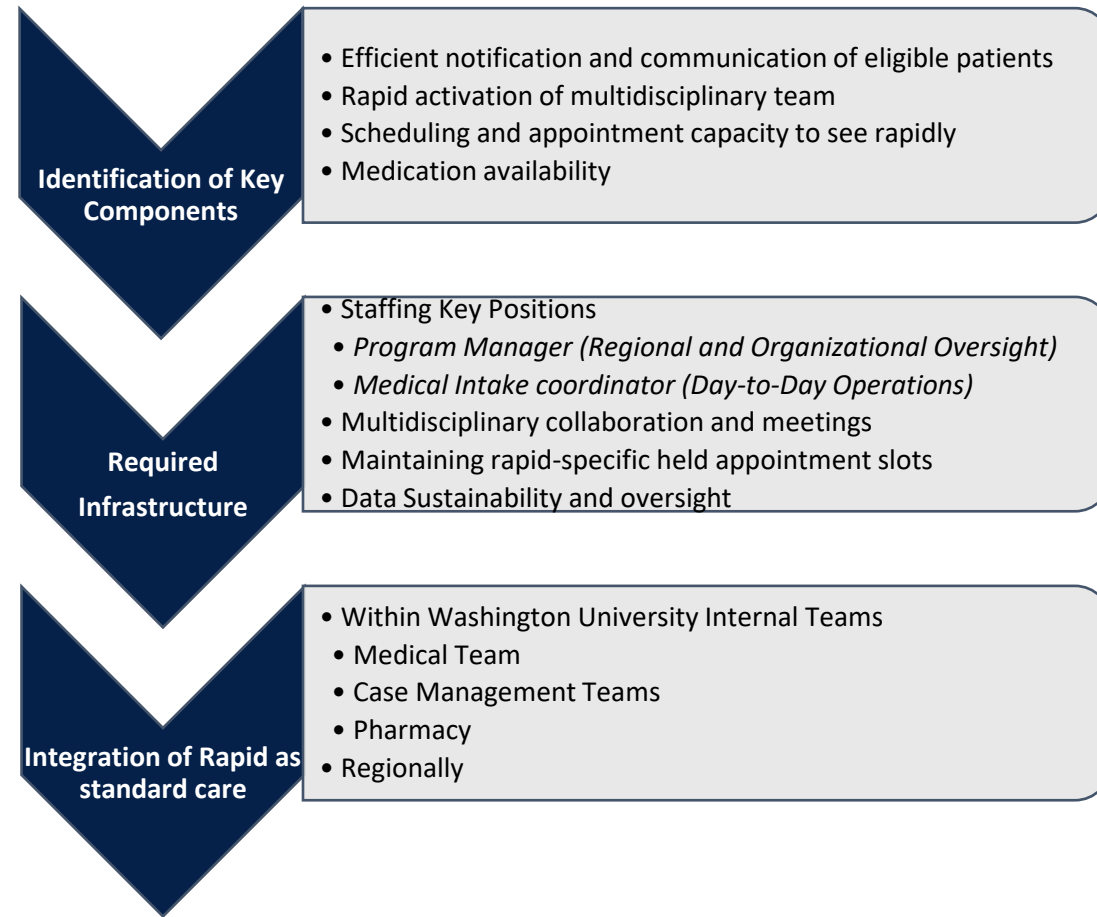 Identification of Key
Components
• Efficient notification and communication of eligible patients
• Rapid activation of multidisciplinary team
• Scheduling and appointment capacity to see rapidly
• Medication availability
Required
Infrastructure
• Staffing Key Positions
• Program Manager (Regional and Organizational Oversight)
• Medical Intake coordinator (Day-to-Day Operations)
• Multidisciplinary collaboration and meetings
• Maintaining rapid-specific held appointment slots
• Data Sustainability and oversight
Integration of Rapid as
standard care
• Within Washington University Internal Teams
• Medical Team
• Case Management Teams
• Pharmacy
• Regionally